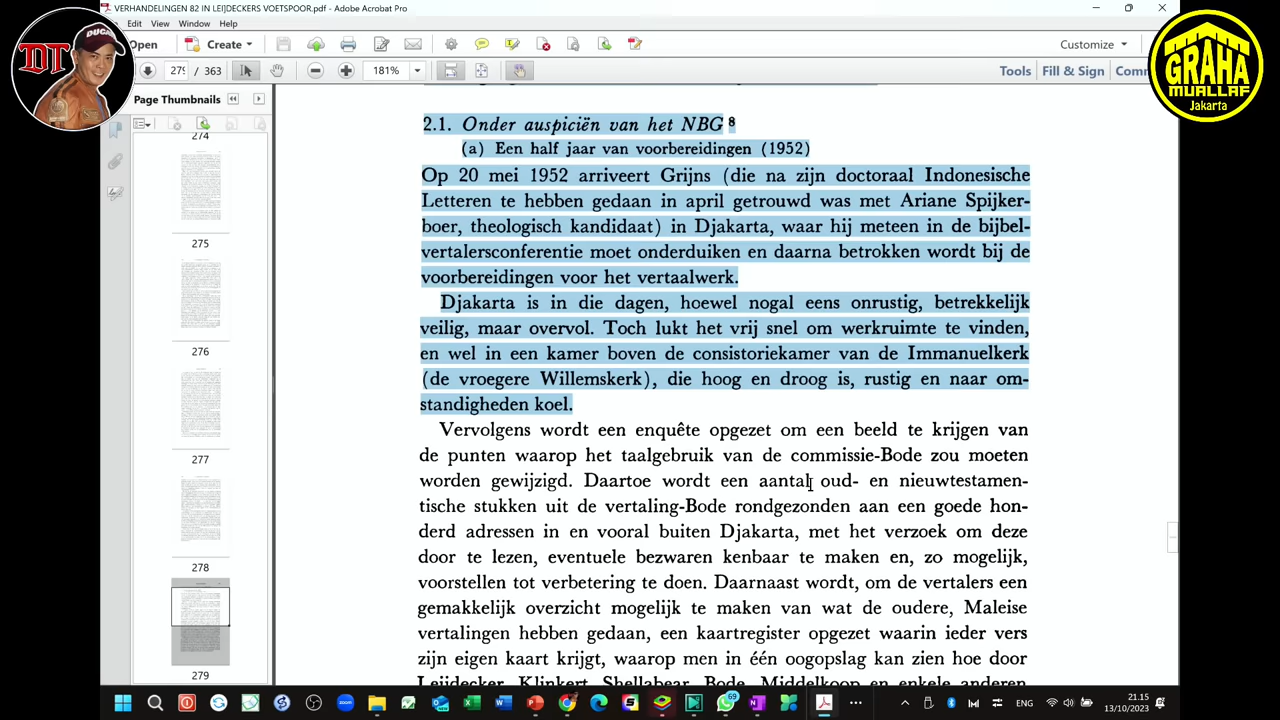 VERHANDELINGEN 82 IN LEIJDECKERS VOETSPOOR.pdf - Adobe Acrobat Pro
Edit View Window Help
Open Create Customize
279 / 363 181% Tools Fill & Sign Comm
Page Thumbnails
274
275
276
277
278
279
DT
GRAHA
MUALLAF
Jakarta
2.1. Onder auspiciën van het NBG 8
(a) Een half jaar van voorbereidingen (1952)
Op 20 mei 1952 arriveert Grijns (die na zijn doctoraal Indonesische
Letteren te hebben gedaan in april getrouwd was met Ariane Spijker-
boer, theologisch kandidaat) in Djakarta, waar hij meteen in de bijbel-
vertalersconferentie moet onderduiken en daar betrokken wordt bij de
voorbereidingen voor het vertaalwerk.
Djakarta is in die dagen, hoewel nogal eens onrustig, betrekkelijk
veilig, maar overvol. Toch lukt het vrij snel om werkruimte te vinden,
en wel in een kamer boven de consistoriekamer van de Immanuelkerk
(de vroegere Willemskerk) die hoog en droog is, rustig en naar om-
standigheden koel.
Vervolgens wordt een enquête opgezet om een beeld te krijgen van
de punten waarop het taalgebruik van de commissie-Bode zou moeten
worden gewijzigd. Daartoe wordt een aantal oud- en nieuwtestamen-
tische stukken uit de vertaling-Bode rondgezonden aan een goede hon-
derd adressen in en vooral buiten Djakarta, met het verzoek om deze
door te lezen, eventuele bezwaren kenbaar te maken en, zo mogelijk,
voorstellen tot verbetering te doen. Daarnaast wordt, om de vertalers een
gemakkelijk overzicht mogelijk te maken van wat de oudere, Maleise
vertalingen hebben gedaan, een kaartregister opgezet waarin ieder vers
zijn eigen kaart krijgt, waarop men in één oogopslag kan zien hoe door
Leijdecker, Klinkert, Shellabear, Bode, Middelkoop en enkele anderen
69
ENG
21.15
13/10/2023